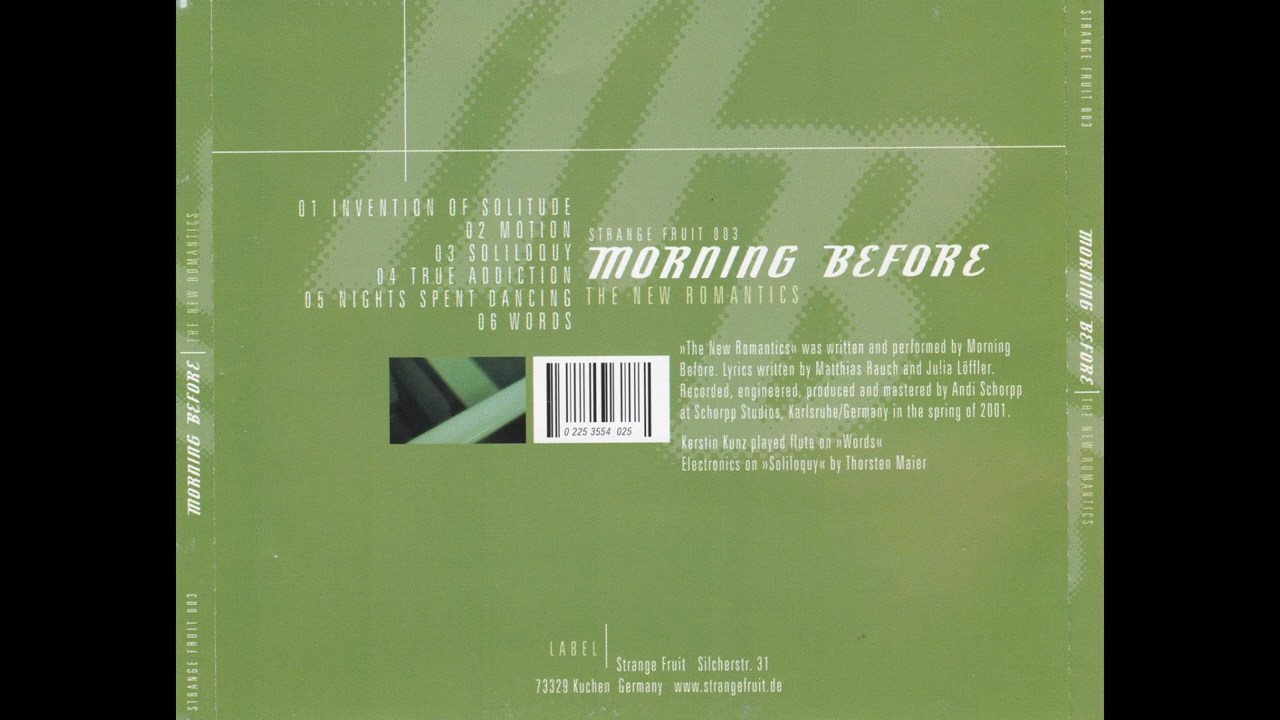 01 INVENTION OF SOLITUDE
02 MOTION
03 SOLILOQUY
04 TRUE ADDICTION
05 NIGHTS SPENT DANCING
06 WORDS
STRANGE FRUIT 003
MORNING BEFORE
THE NEW ROMANTICS
»The New Romantics« was written and performed by Morning
Before. Lyrics written by Matthias Rauch and Julia Löffler.
Recorded, engineered, produced and mastered by Andi Schorpp
at Schorpp Studios, Karlsruhe/Germany in the spring of 2001.
Kerstin Kunz played flute on »Words«
Electronics on »Soliloquy« by Thorsten Maier
0 225 3554 025
LABEL
Strange Fruit Silcherstr. 31
73329 Kuchen Germany www.strangefruit.de
STRANGE FRUIT 003
MORNING BEFORE | THE NEW ROMANTICS
STRANGE FRUIT 003
MORNING BEFORE | THE NEW ROMANTICS